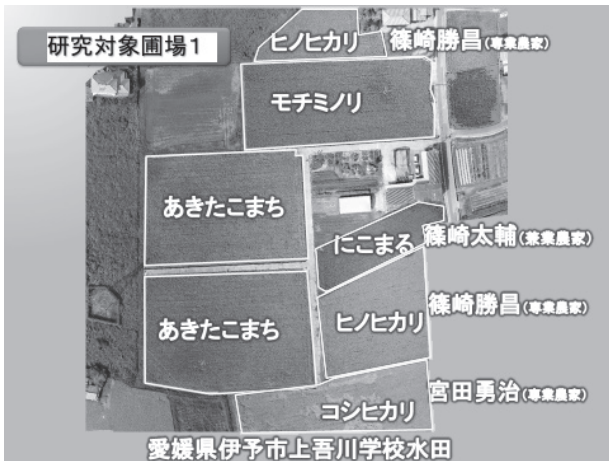 研究対象圃場1
ヒノヒカリ 篠崎勝昌(専業農家)
モチミノリ
あきたこまち
にこまる 篠崎太輔(兼業農家)
篠崎勝昌(専業農家)
あきたこまち ヒノヒカリ
宮田勇治(専業農家)
コシヒカリ
愛媛県伊予市上吾川学校水田